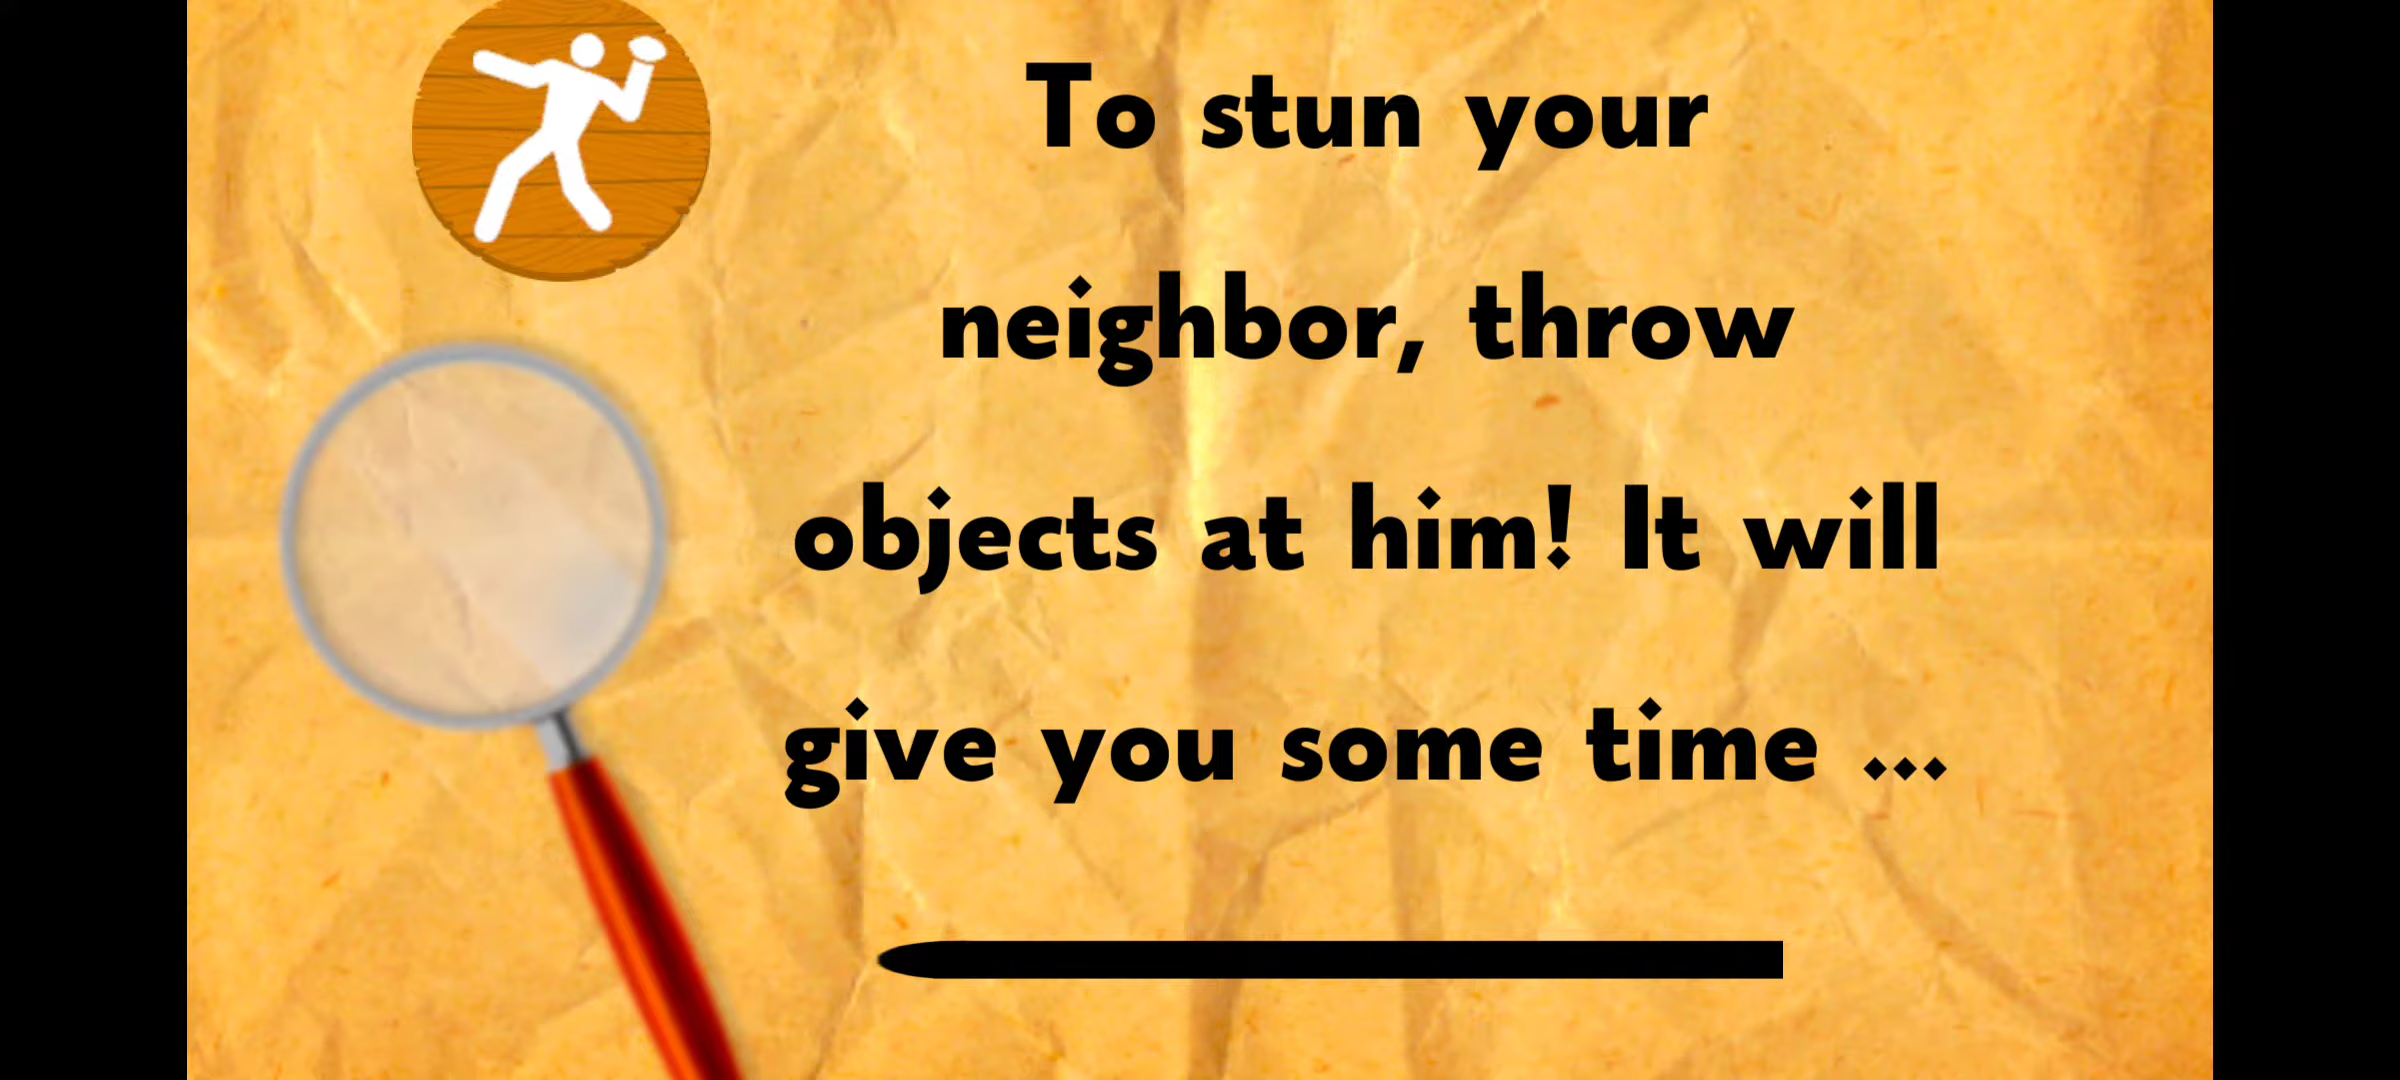 To stun your
neighbor, throw
objects at him! It will
give you some time ...